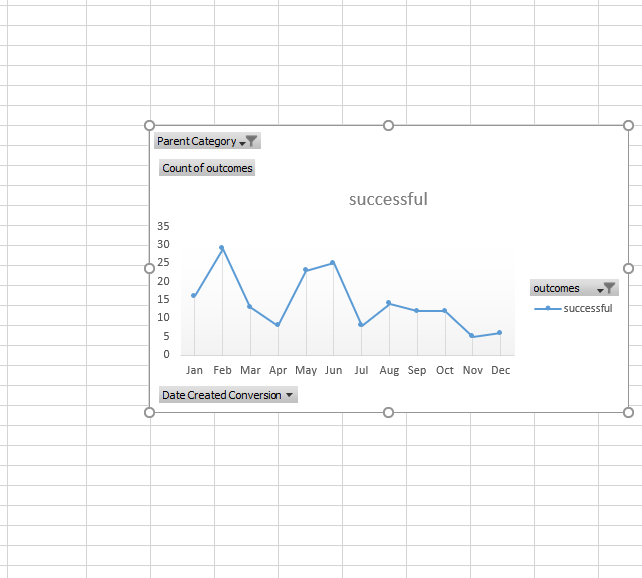 Parent Category
Count of outcomes
successful
35
30
25
20
15
10
5
0
Jan Feb Mar Apr May Jun Jul Aug Sep Oct Nov Dec
outcomes
successful
Date Created Conversion